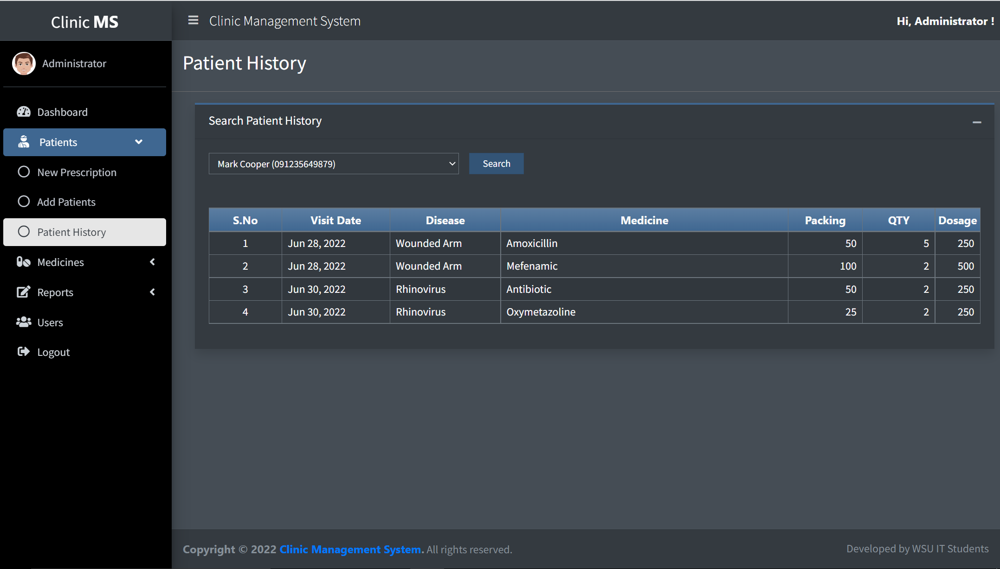 Clinic MS
Clinic Management System
Hi, Administrator !
Administrator
Dashboard
Patients
New Prescription
Add Patients
Patient History
Medicines
Reports
Users
Logout
Patient History
Search Patient History
Mark Cooper (091235649879)
Search
S.No Visit Date Disease Medicine Packing QTY Dosage
1 Jun 28, 2022 Wounded Arm Amoxicillin 50 5 250
2 Jun 28, 2022 Wounded Arm Mefenamic 100 2 500
3 Jun 30, 2022 Rhinovirus Antibiotic 50 2 250
4 Jun 30, 2022 Rhinovirus Oxymetazoline 25 2 250
Copyright © 2022 Clinic Management System. All rights reserved.
Developed by WSU IT Students